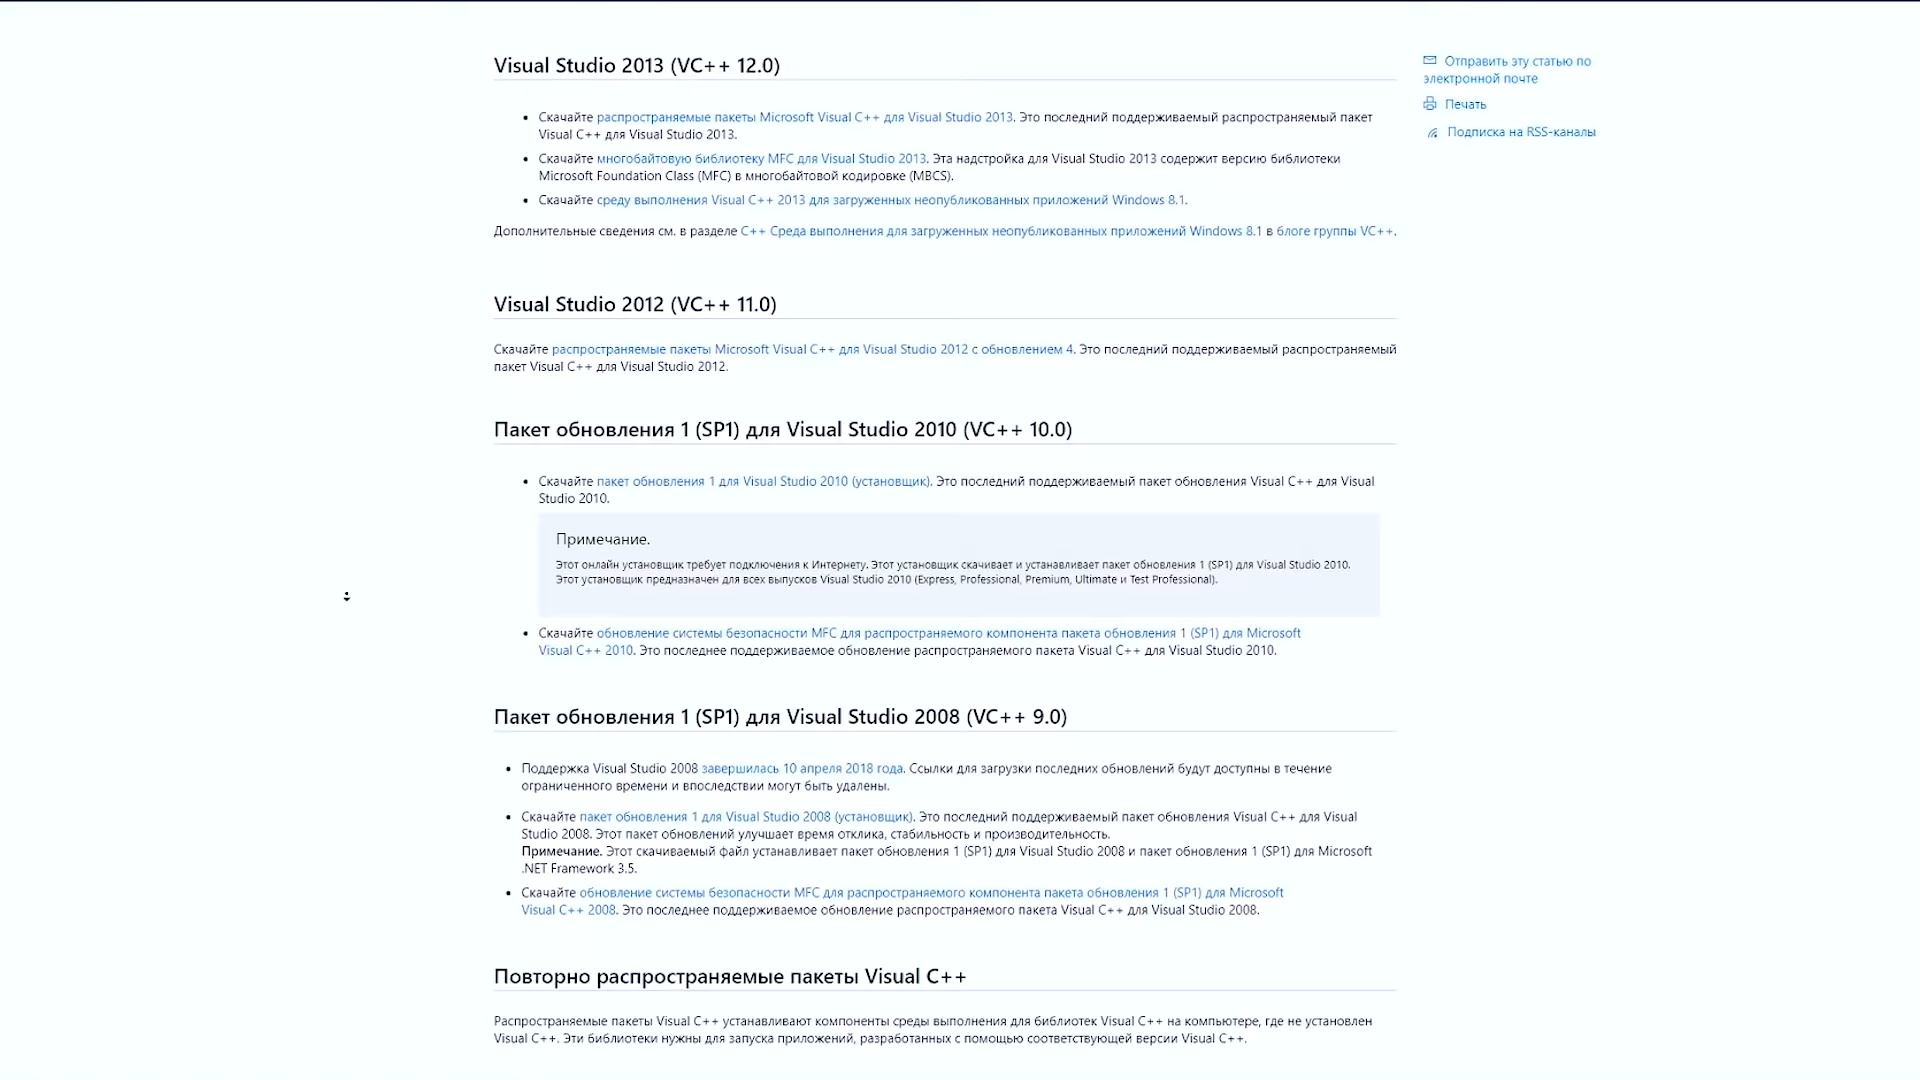 Visual Studio 2013 (VC++ 12.0)
Отправить эту статью по
электронной почте
Печать
Подписка на RSS-каналы
Скачайте распространяемые пакеты Microsoft Visual C++ для Visual Studio 2013. Это последний поддерживаемый распространяемый пакет
Visual C++ для Visual Studio 2013.
Скачайте многобайтовую библиотеку MFC для Visual Studio 2013. Эта надстройка для Visual Studio 2013 содержит версию библиотеки
Microsoft Foundation Class (MFC) в многобайтовой кодировке (MBCS).
Скачайте среду выполнения Visual C++ 2013 для загруженных неопубликованных приложений Windows 8.1.
Дополнительные сведения см. в разделе C++ Среда выполнения для загруженных неопубликованных приложений Windows 8.1 в блоге группы VC++.
Visual Studio 2012 (VC++ 11.0)
Скачайте распространяемые пакеты Microsoft Visual C++ для Visual Studio 2012 с обновлением 4. Это последний поддерживаемый распространяемый
пакет Visual C++ для Visual Studio 2012.
Пакет обновления 1 (SP1) для Visual Studio 2010 (VC++ 10.0)
Скачайте пакет обновления 1 для Visual Studio 2010 (установщик). Это последний поддерживаемый пакет обновления Visual C++ для Visual
Studio 2010.
Примечание.
Этот онлайн установщик требует подключения к Интернету. Этот установщик скачивает и устанавливает пакет обновления 1 (SP1) для Visual Studio 2010.
Этот установщик предназначен для всех выпусков Visual Studio 2010 (Express, Professional, Premium, Ultimate и Test Professional).
Скачайте обновление системы безопасности MFC для распространяемого компонента пакета обновления 1 (SP1) для Microsoft
Visual C++ 2010. Это последнее поддерживаемое обновление распространяемого пакета Visual C++ для Visual Studio 2010.
Пакет обновления 1 (SP1) для Visual Studio 2008 (VC++ 9.0)
Поддержка Visual Studio 2008 завершилась 10 апреля 2018 года. Ссылки для загрузки последних обновлений будут доступны в течение
ограниченного времени и впоследствии могут быть удалены.
Скачайте пакет обновления 1 для Visual Studio 2008 (установщик). Это последний поддерживаемый пакет обновления Visual C++ для Visual
Studio 2008. Этот пакет обновлений улучшает время отклика, стабильность и производительность.
Примечание. Этот скачиваемый файл устанавливает пакет обновления 1 (SP1) для Visual Studio 2008 и пакет обновления 1 (SP1) для Microsoft
.NET Framework 3.5.
Скачайте обновление системы безопасности MFC для распространяемого компонента пакета обновления 1 (SP1) для Microsoft
Visual C++ 2008. Это последнее поддерживаемое обновление распространяемого пакета Visual C++ для Visual Studio 2008.
Повторно распространяемые пакеты Visual C++
Распространяемые пакеты Visual C++ устанавливают компоненты среды выполнения для библиотек Visual C++ на компьютере, где не установлен
Visual C++. Эти библиотеки нужны для запуска приложений, разработанных с помощью соответствующей версии Visual C++.